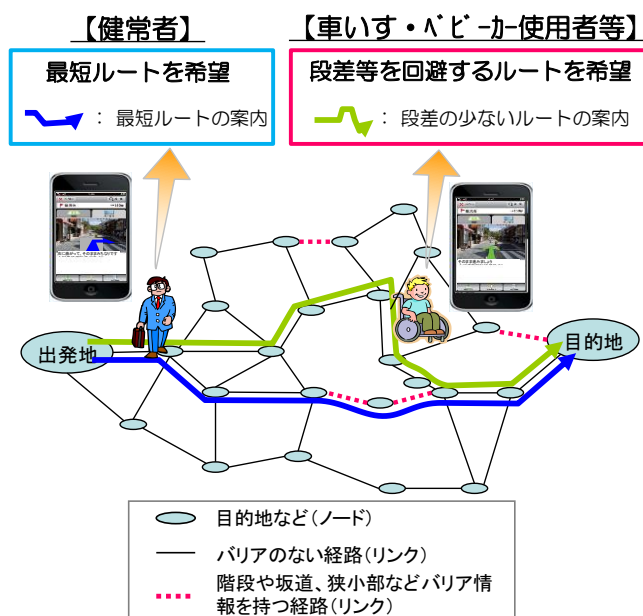 【健常者】
【車いす・ﾍﾞﾋﾞｰｶｰ使用者等】
最短ルートを希望
：最短ルートの案内
段差等を回避するルートを希望
：段差の少ないルートの案内
出発地
目的地
目的地など（ノード）
バリアのない経路（リンク）
階段や坂道、狭小部などバリア情
報を持つ経路（リンク）